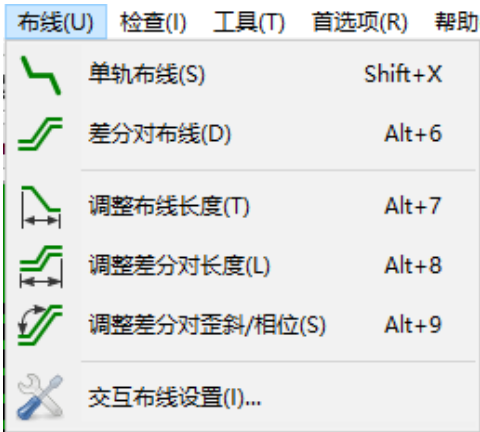 布线(U) 检查(I) 工具(T) 首选项(R) 帮助
单轨布线(S) Shift+X
差分对布线(D) Alt+6
调整布线长度(T) Alt+7
调整差分对长度(L) Alt+8
调整差分对歪斜/相位(S) Alt+9
交互布线设置(I)...